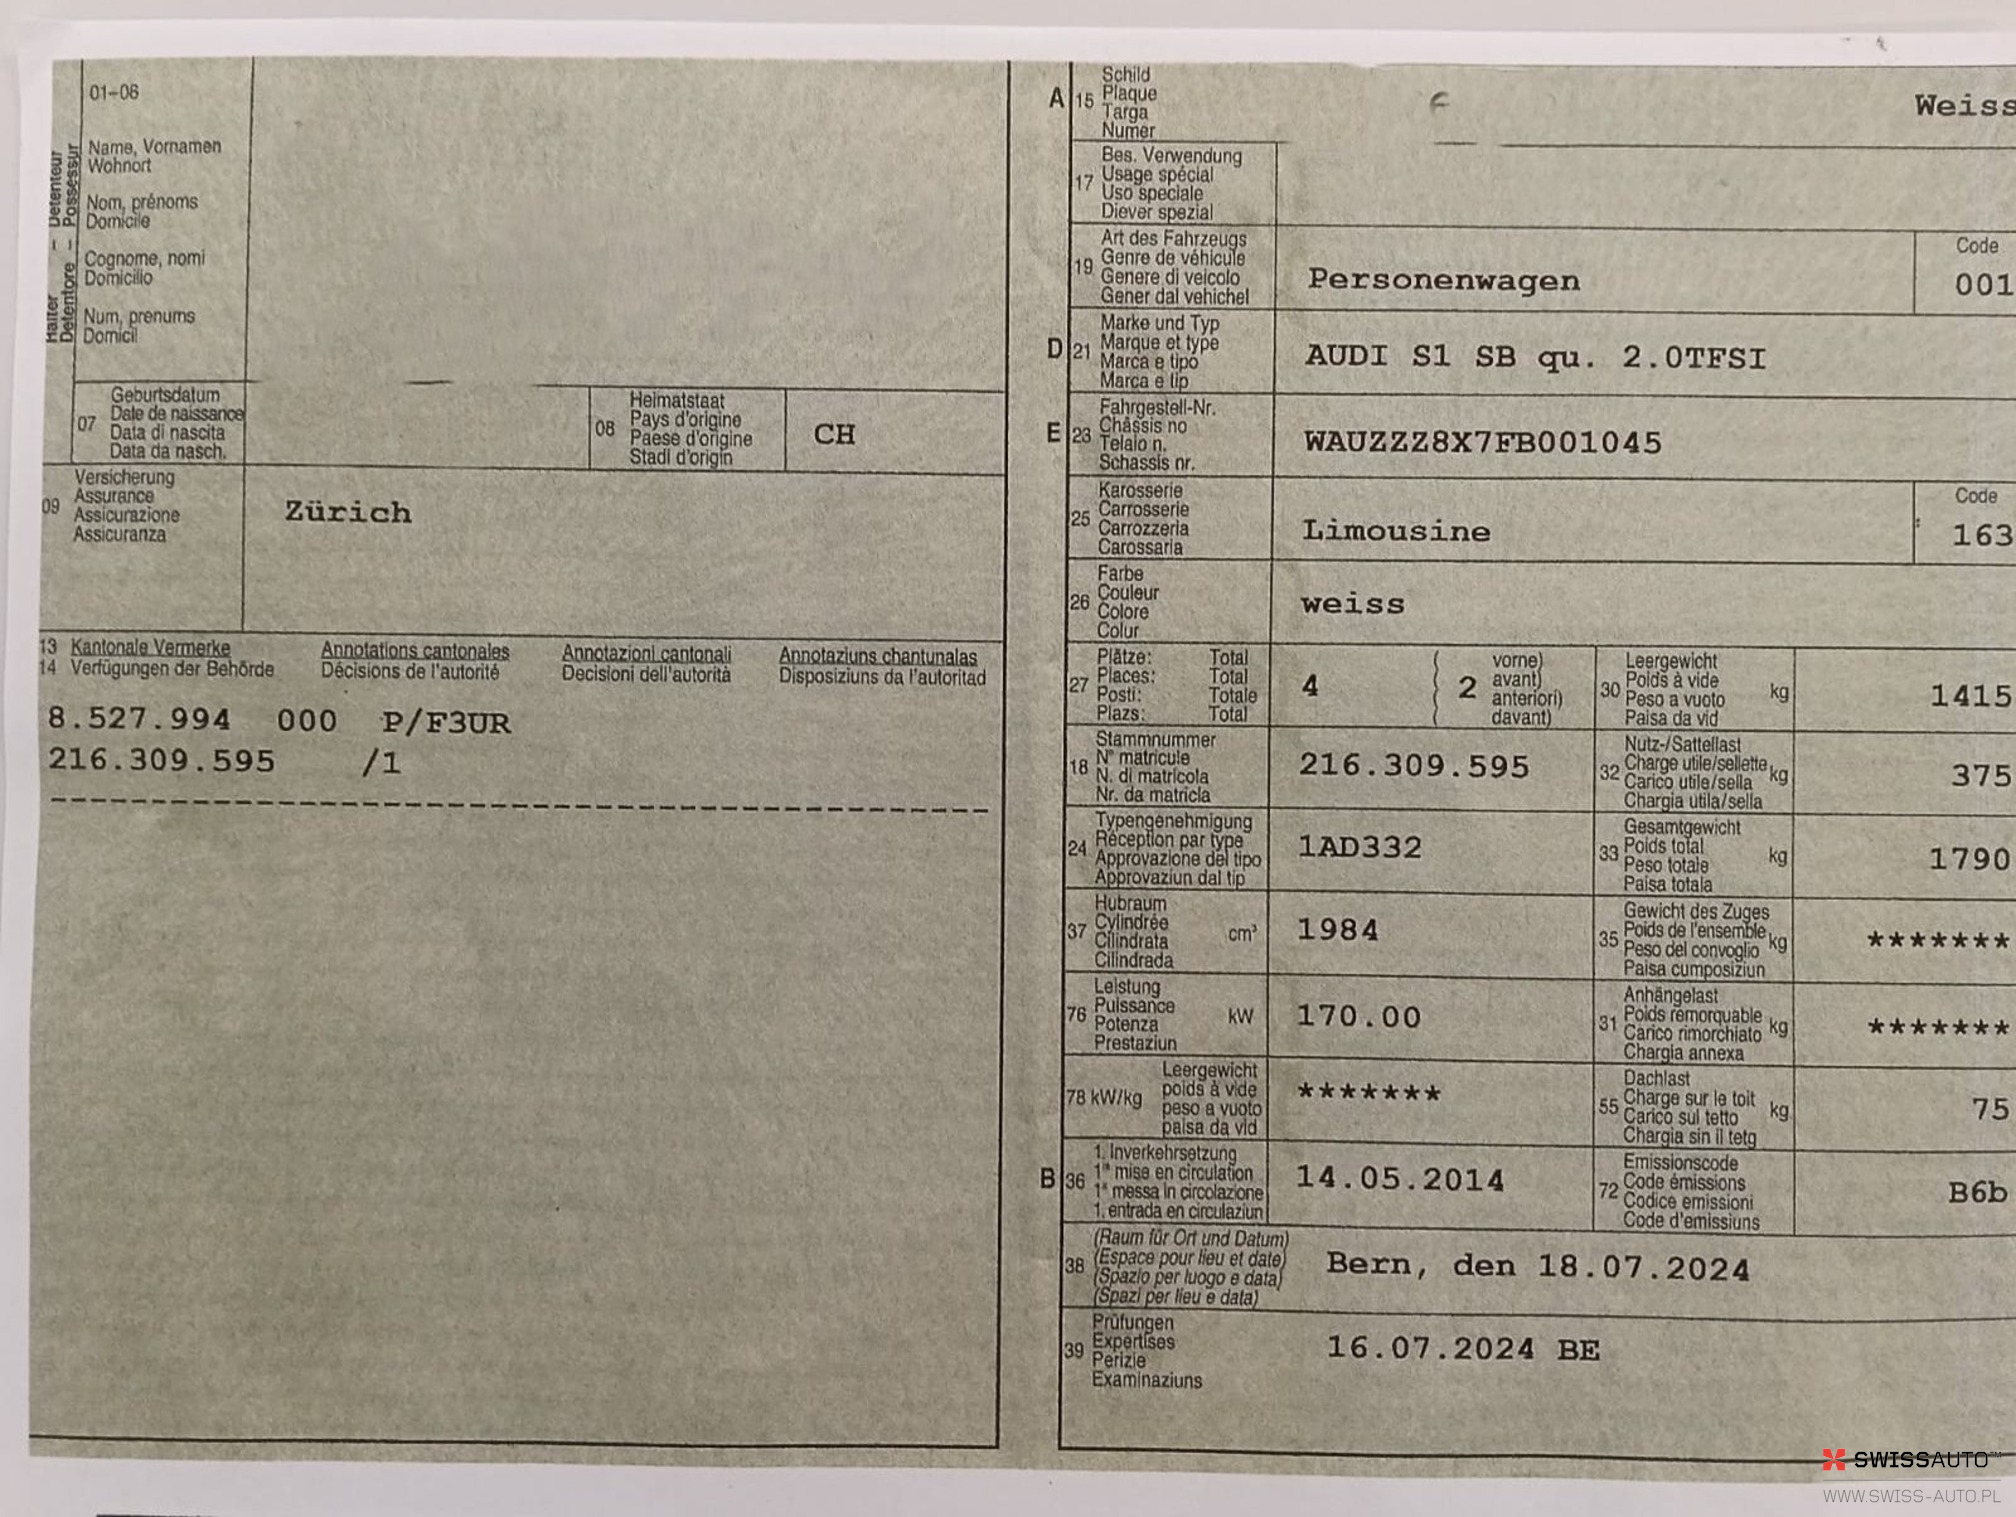 01-06
Halter – Detenteur
Detentore – Possessur
Name, Vornamen
Wohnort
Nom, prénoms
Domicile
Cognome, nomi
Domicilio
Num, prenums
Domicil
07
Geburtsdatum
Date de naissance
Data di nascita
Data da nasch.
08
Heimatstaat
Pays d'origine
Paese d'origine
Stadi d'origin
CH
09
Versicherung
Assurance
Assicurazione
Assicuranza
Zürich
13 Kantonale Vermerke Annotations cantonales Annotazioni cantonali Annotaziuns chantunalas
14 Verfügungen der Behörde Décisions de l'autorité Decisioni dell'autorità Disposiziuns da l'autoritad
8.527.994 000 P/F3UR
216.309.595 /1
A 15
Schild
Plaque
Targa
Numer
Weiss
17
Bes. Verwendung
Usage spécial
Uso speciale
Diever spezial
19
Art des Fahrzeugs
Genre de véhicule
Genere di veicolo
Gener dal vehichel
Personenwagen
Code
001
D 21
Marke und Typ
Marque et type
Marca e tipo
Marca e tip
AUDI S1 SB qu. 2.0TFSI
E 23
Fahrgestell-Nr.
Châssis no
Telaio n.
Schassis nr.
WAUZZZ8X7FB001045
25
Karosserie
Carrosserie
Carrozzeria
Carossaria
Limousine
Code
163
26
Farbe
Couleur
Colore
Colur
weiss
27
Plätze: Total
Places: Total
Posti: Totale
Plazs: Total
4
2
vorne)
avant)
anteriori)
davant)
30
Leergewicht
Poids à vide
Peso a vuoto
Paisa da vid
kg
1415
18
Stammnummer
N° matricule
N. di matricola
Nr. da matricla
216.309.595
32
Nutz-/Sattellast
Charge utile/sellette
Carico utile/sella
Chargia utila/sella
kg
375
24
Typengenehmigung
Réception par type
Approvazione del tipo
Approvaziun dal tip
1AD332
33
Gesamtgewicht
Poids total
Peso totale
Paisa totala
kg
1790
37
Hubraum
Cylindrée
Cilindrata
Cilindrada
cm³
1984
35
Gewicht des Zuges
Poids de l'ensemble
Peso del convoglio
Paisa cumposiziun
kg
*******
76
Leistung
Puissance
Potenza
Prestaziun
kW
170.00
31
Anhängelast
Poids remorquable
Carico rimorchiato
Chargia annexa
kg
*******
78 kW/kg
Leergewicht
poids à vide
peso a vuoto
paisa da vid
*******
55
Dachlast
Charge sur le toit
Carico sul tetto
Chargia sin il tetg
kg
75
B 36
1. Inverkehrsetzung
1re mise en circulation
1a messa in circolazione
1. entrada en circulaziun
14.05.2014
72
Emissionscode
Code émissions
Codice emissioni
Code d'emissiuns
B6b
38
(Raum für Ort und Datum)
(Espace pour lieu et date)
(Spazio per luogo e data)
(Spazi per lieu e data)
Bern, den 18.07.2024
39
Prüfungen
Expertises
Perizie
Examinaziuns
16.07.2024 BE
SWISSAUTO
WWW.SWISS-AUTO.PL